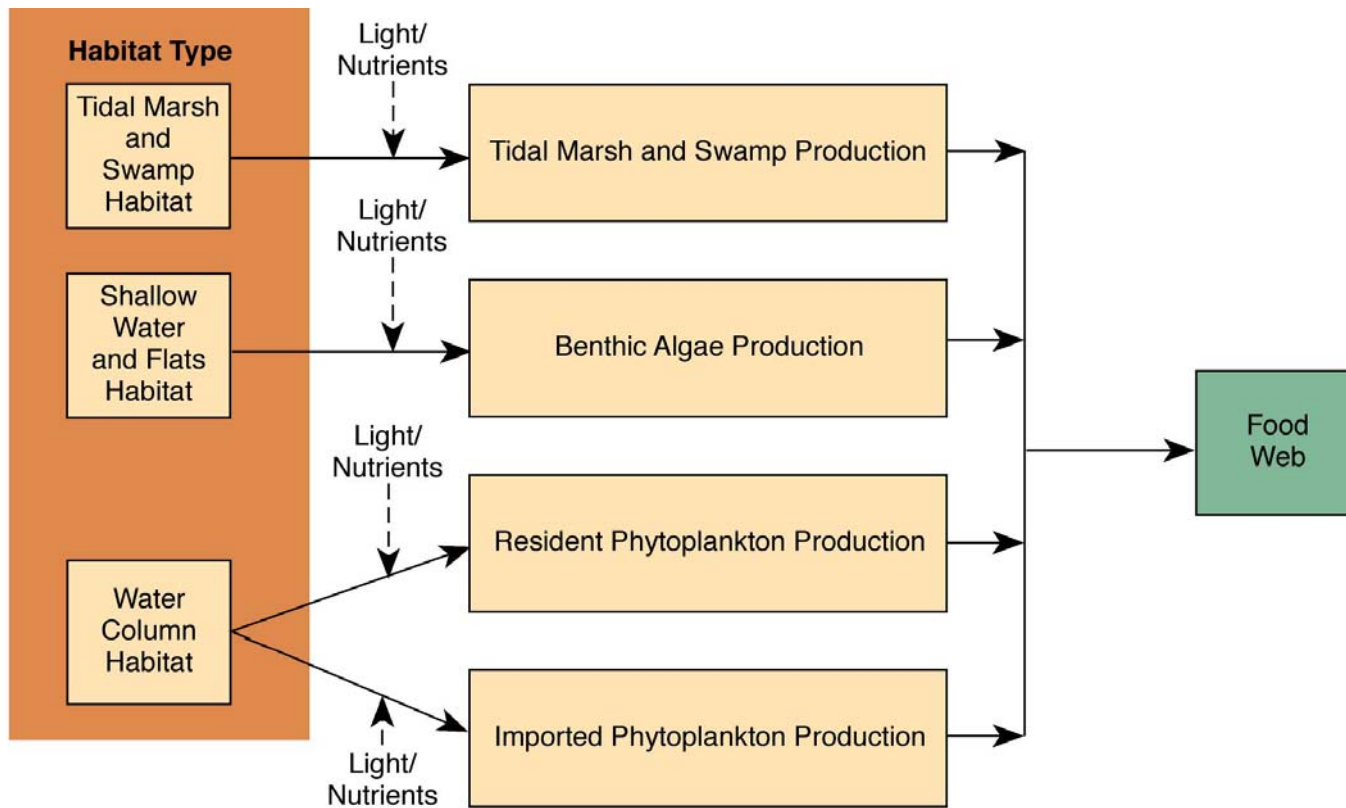 Habitat Type
Tidal Marsh
and
Swamp
Habitat
Light/
Nutrients
Tidal Marsh and Swamp Production
Shallow
Water
and Flats
Habitat
Light/
Nutrients
Benthic Algae Production
Water
Column
Habitat
Light/
Nutrients
Resident Phytoplankton Production
Light/
Nutrients
Imported Phytoplankton Production
Food
Web